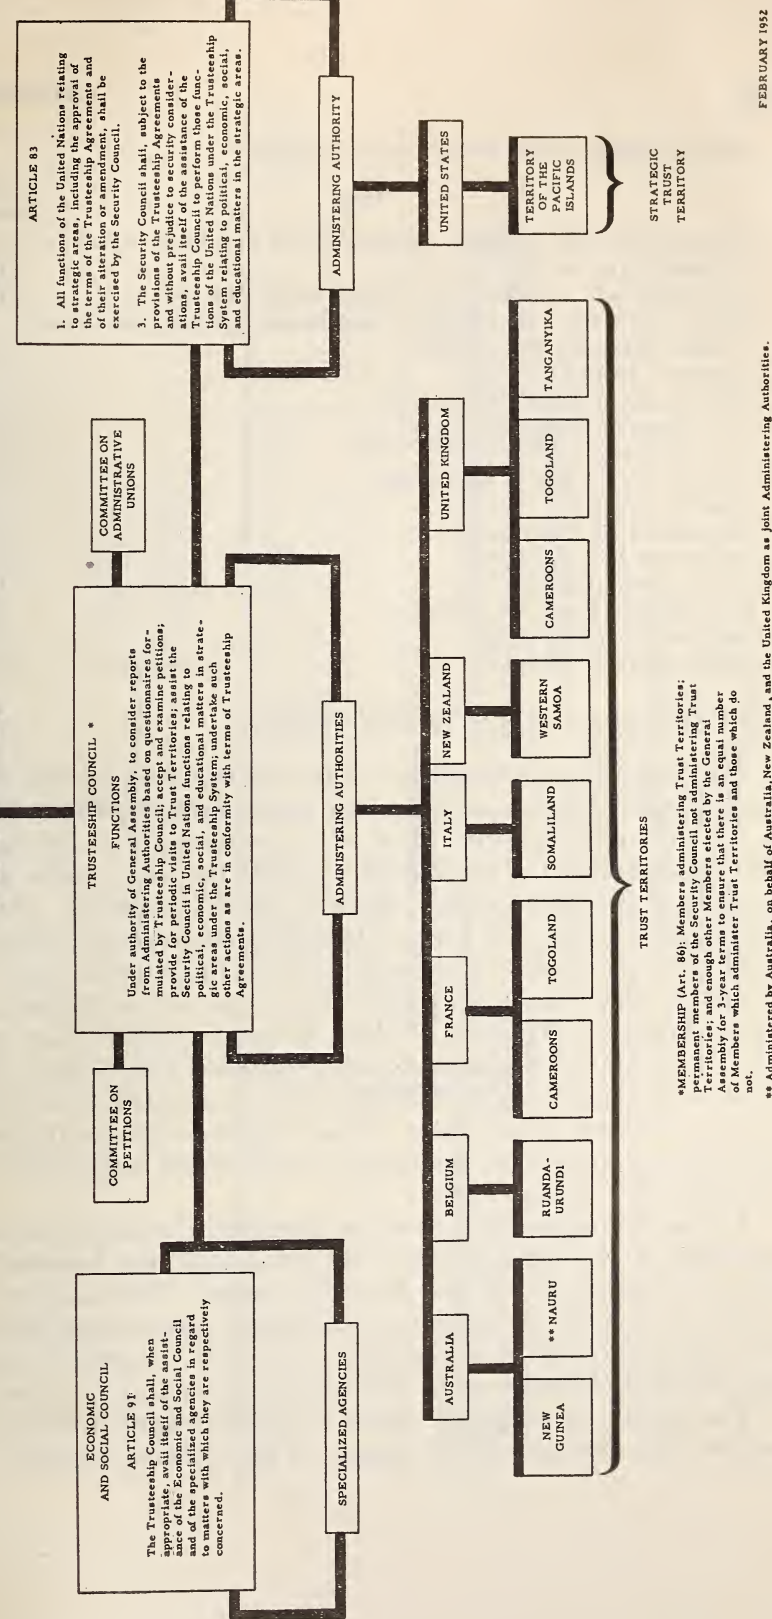 ECONOMIC
AND SOCIAL COUNCIL
ARTICLE 91
The Trusteeship Council shall, when
appropriate, avail itself of the assist-
ance of the Economic and Social Council
and of the specialized agencies in regard
to matters with which they are respectively
concerned.
SPECIALIZED AGENCIES
COMMITTEE ON
PETITIONS
TRUSTEESHIP COUNCIL *
FUNCTIONS
Under authority of General Assembly, to consider reports
from Administering Authorities based on questionnaires for-
mulated by Trusteeship Council; accept and examine petitions;
provide for periodic visits to Trust Territories; assist the
Security Council in United Nations functions relating to
political, economic, social, and educational matters in strate-
gic areas under the Trusteeship System; undertake such
other actions as are in conformity with terms of Trusteeship
Agreements.
COMMITTEE ON
ADMINISTRATIVE
UNIONS
ARTICLE 83
1. All functions of the United Nations relating
to strategic areas, including the approval of
the terms of the Trusteeship Agreements and
of their alteration or amendment, shall be
exercised by the Security Council.
3. The Security Council shall, subject to the
provisions of the Trusteeship Agreements
and without prejudice to security consider-
ations, avail itself of the assistance of the
Trusteeship Council to perform those func-
tions of the United Nations under the Trusteeship
System relating to political, economic, social,
and educational matters in the strategic areas.
ADMINISTERING AUTHORITIES
ADMINISTERING AUTHORITY
AUSTRALIA
BELGIUM
FRANCE
ITALY
NEW ZEALAND
UNITED KINGDOM
UNITED STATES
NEW
GUINEA
** NAURU
RUANDA-
URUNDI
CAMEROONS
TOGOLAND
SOMALILAND
WESTERN
SAMOA
CAMEROONS
TOGOLAND
TANGANYIKA
TERRITORY
OF THE
PACIFIC
ISLANDS
TRUST TERRITORIES
STRATEGIC
TRUST
TERRITORY
*MEMBERSHIP (Art. 86): Members administering Trust Territories;
permanent members of the Security Council not administering Trust
Territories; and enough other Members elected by the General
Assembly for 3-year terms to ensure that there is an equal number
of Members which administer Trust Territories and those which do
not.
** Administered by Australia, on behalf of Australia, New Zealand, and the United Kingdom as joint Administering Authorities.
FEBRUARY 1952